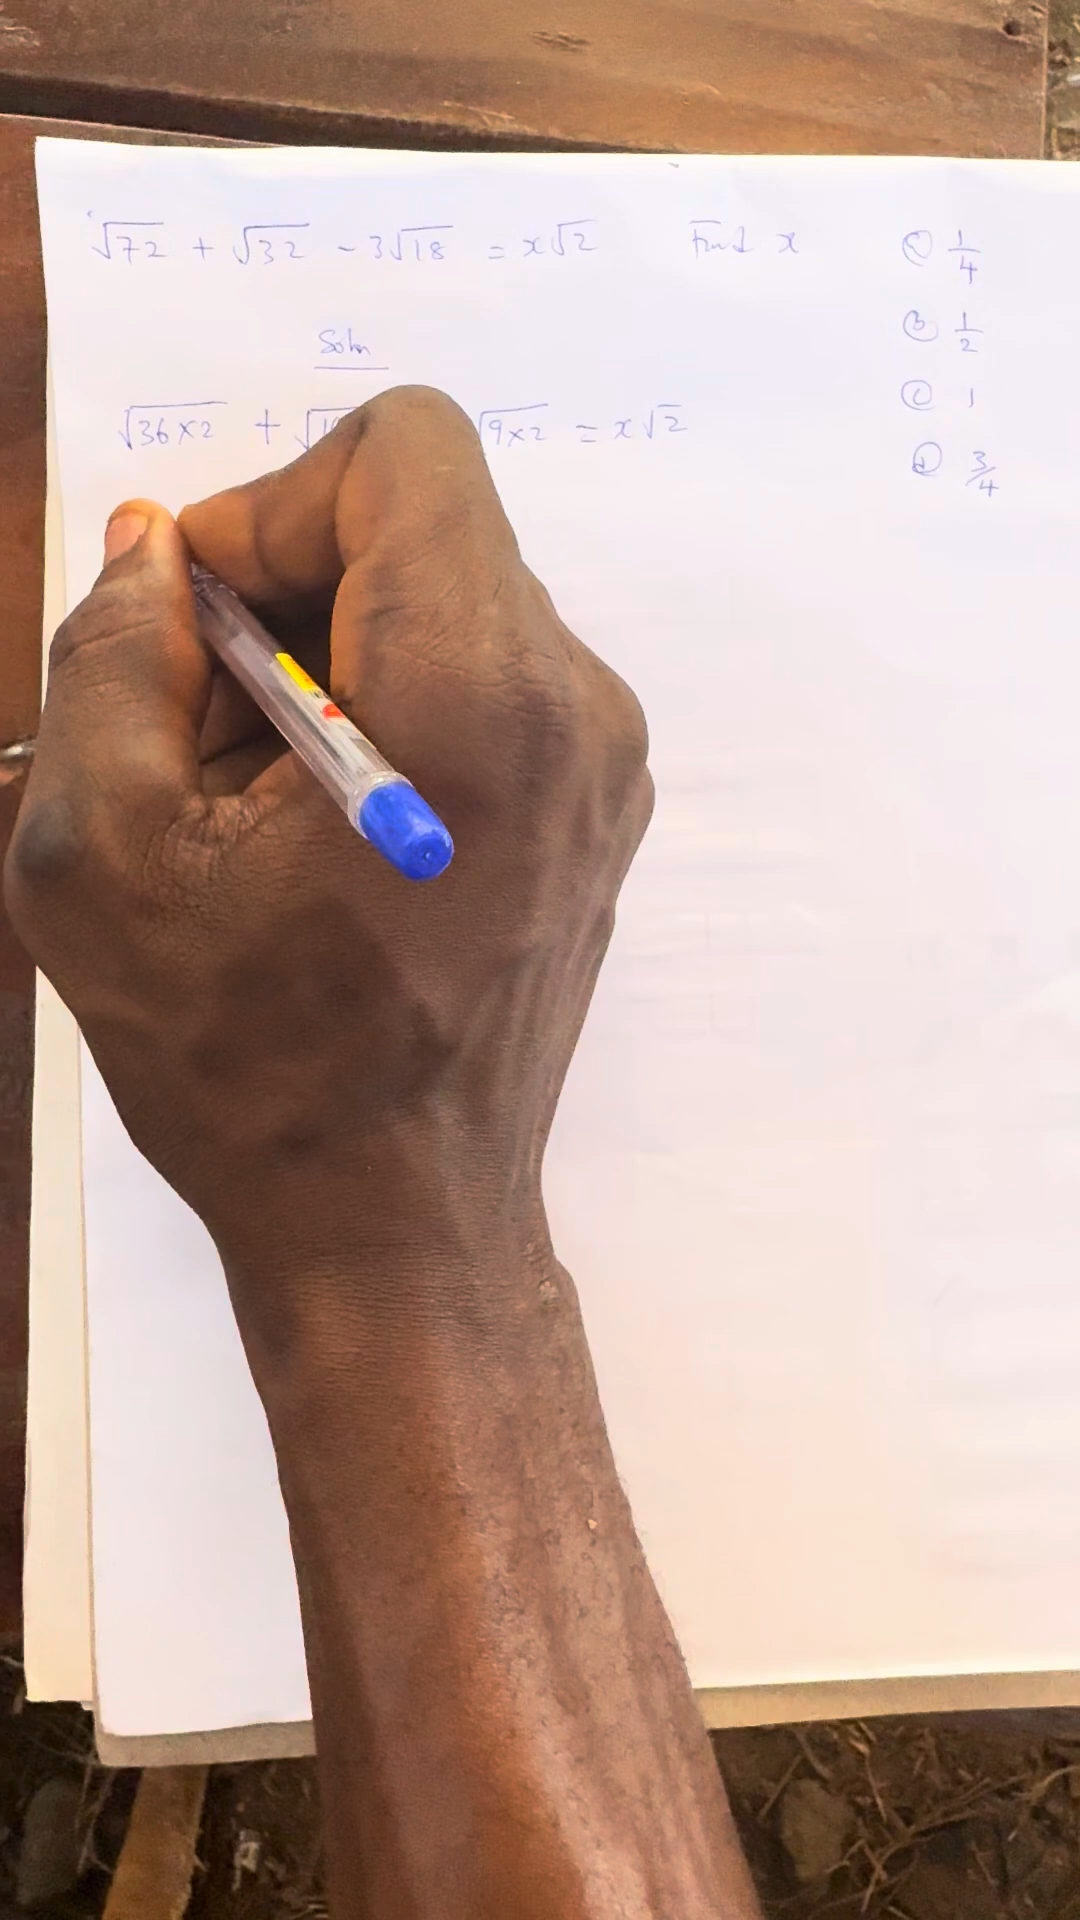 √72 + √32 - 3√18 = x√2 Find x
(a) 1/4
(b) 1/2
(c) 1
(d) 3/4
Soln
√36×2 + √1 √9×2 = x√2